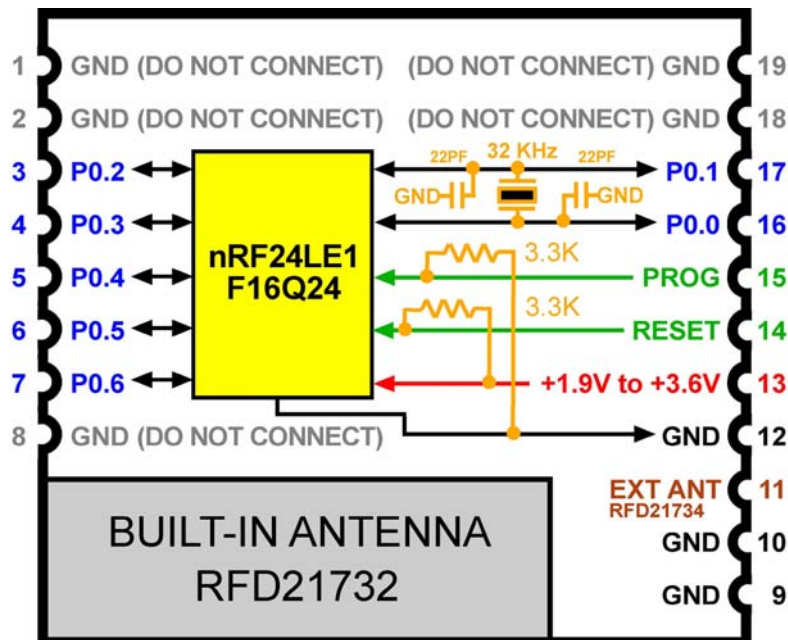 1 GND (DO NOT CONNECT) (DO NOT CONNECT) GND 19
2 GND (DO NOT CONNECT) (DO NOT CONNECT) GND 18
22PF 32 KHz 22PF
3 P0.2 P0.1 17
GND GND
4 P0.3 P0.0 16
nRF24LE1
F16Q24
3.3K
5 P0.4 PROG 15
3.3K
6 P0.5 RESET 14
7 P0.6 +1.9V to +3.6V 13
8 GND (DO NOT CONNECT) GND 12
EXT ANT 11
RFD21734
BUILT-IN ANTENNA
RFD21732
GND 10
GND 9